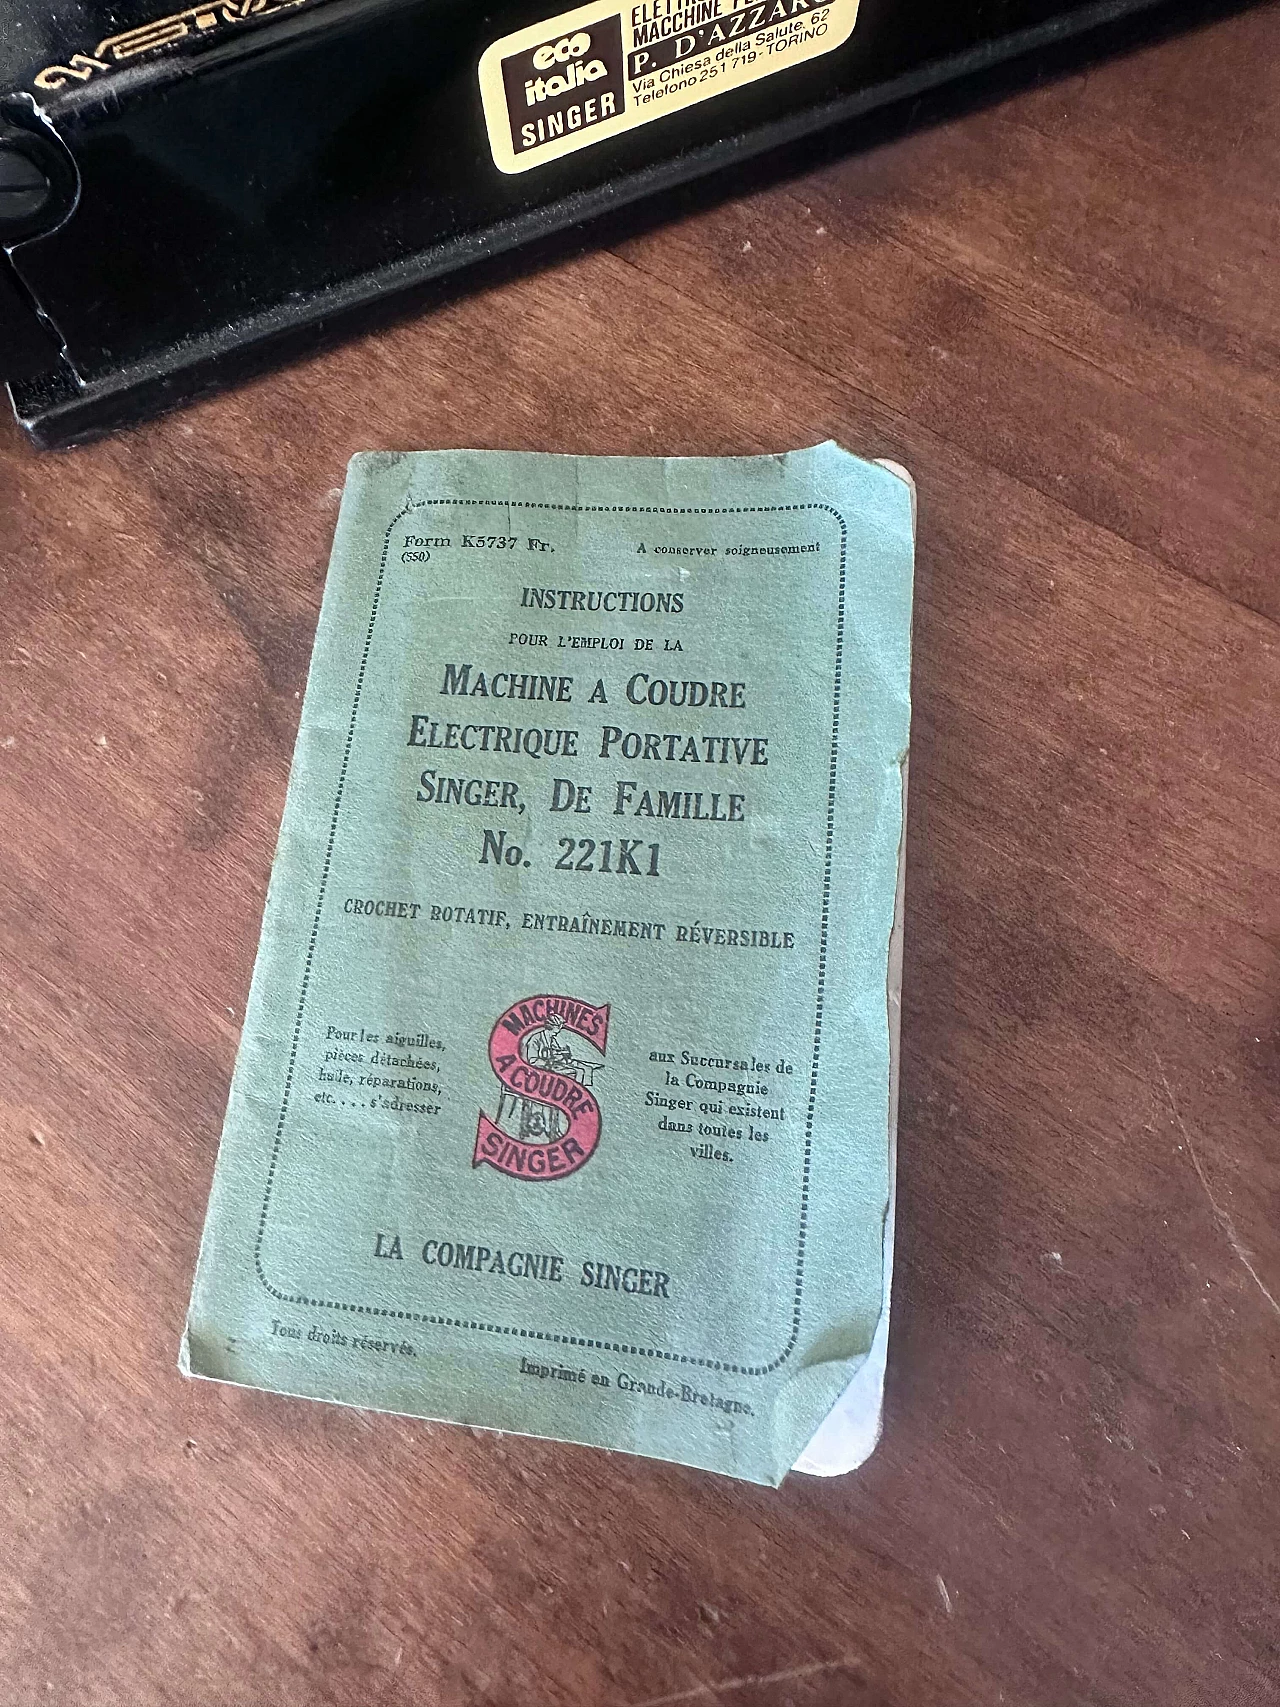 eco
italia
SINGER
MACCHINE
P. D'AZZARO
Via Chiesa della Salute, 62
Telefono 251 719 - TORINO
Form K5737 Fr.
(550)
A conserver soigneusement
INSTRUCTIONS
POUR L'EMPLOI DE LA
MACHINE A COUDRE
ELECTRIQUE PORTATIVE
SINGER, DE FAMILLE
No. 221K1
CROCHET ROTATIF, ENTRAÎNEMENT RÉVERSIBLE
Pour les aiguilles,
pièces détachées,
huile, réparations,
etc. . . . s'adresser
MACHINES
A COUDRE
SINGER
aux Succursales de
la Compagnie
Singer qui existent
dans toutes les
villes.
LA COMPAGNIE SINGER
Tous droits réservés.
Imprimé en Grande-Bretagne.